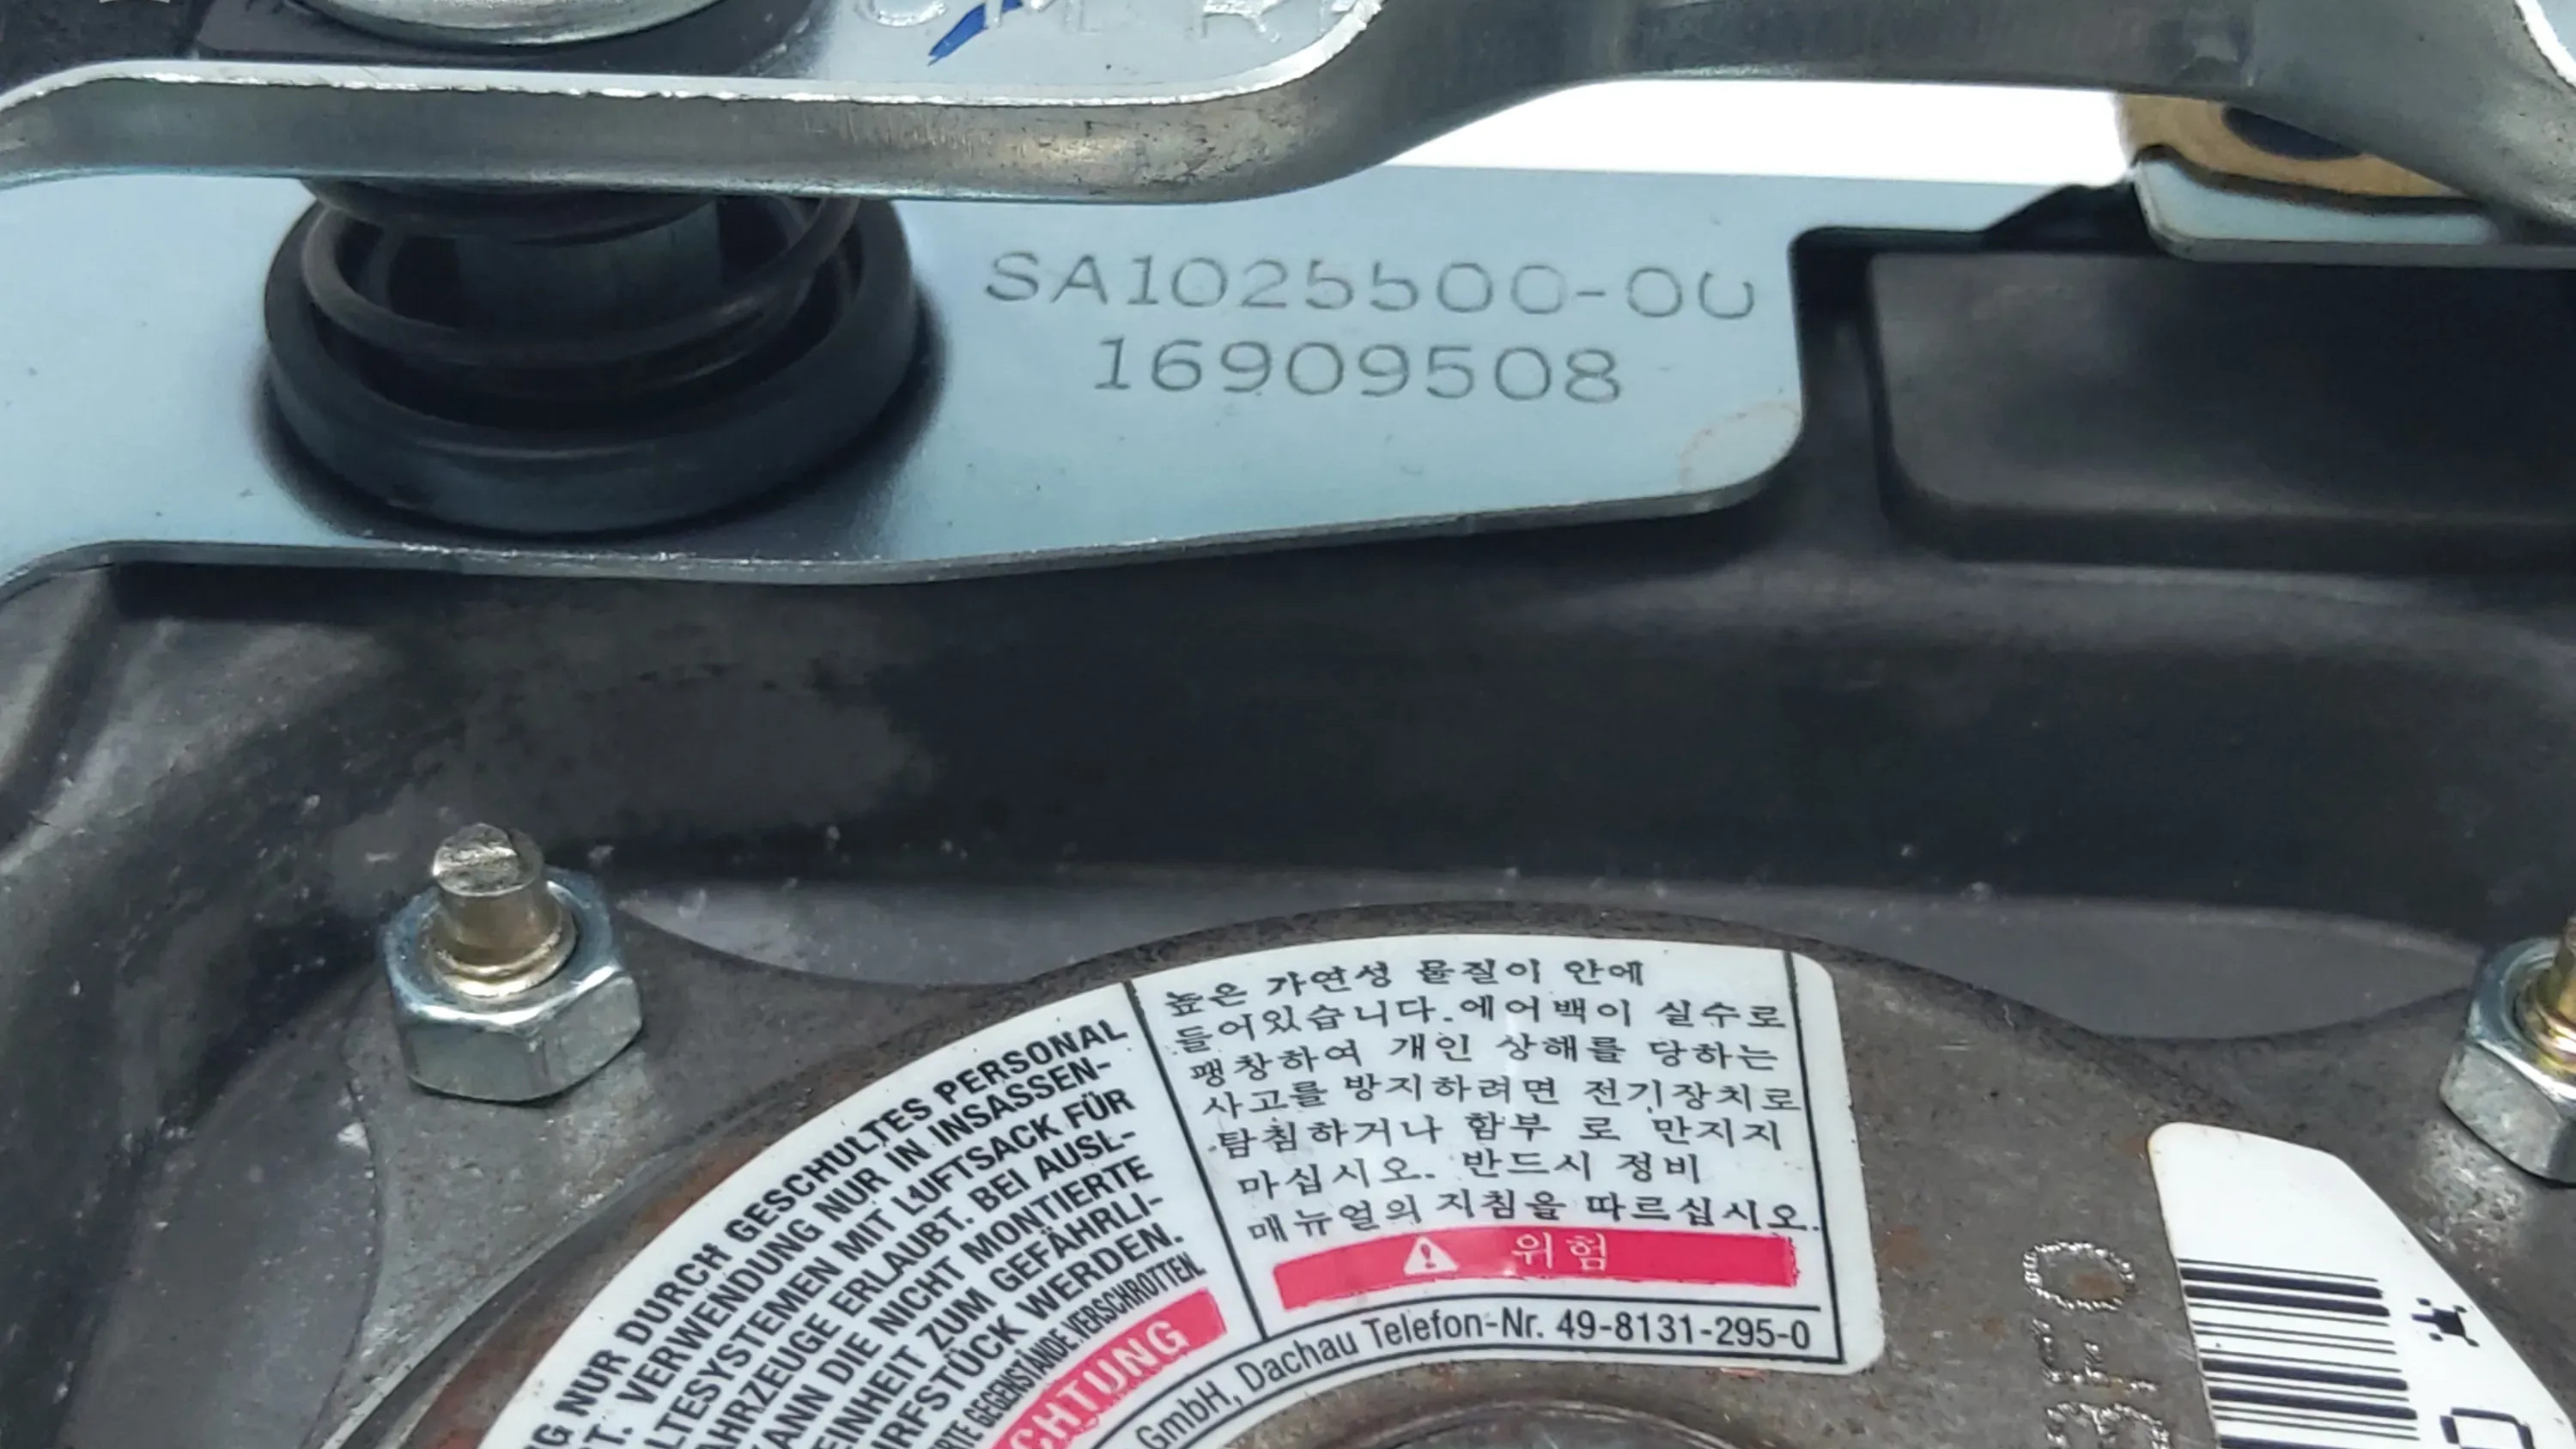 SA1025500-00
16909508
NUR DURCH GESCHULTES PERSONAL
VERWENDUNG NUR IN INSASSEN-
LTESYSTEMEN MIT LUFTSACK FÜR
AHRZEUGE ERLAUBT. BEI AUSL-
ANN DIE NICHT MONTIERTE
EINHEIT ZUM GEFÄHRLI-
URFSTÜCK WERDEN.
RTE GEGENSTÄNDE VERSCHROTTEN.
CHTUNG
높은 가연성 물질이 안에
들어있습니다. 에어백이 실수로
팽창하여 개인 상해를 당하는
사고를 방지하려면 전기장치로
탐침하거나 함부 로 만지지
마십시오. 반드시 정비
매뉴얼의 지침을 따르십시오.
위험
GmbH, Dachau Telefon-Nr. 49-8131-295-0